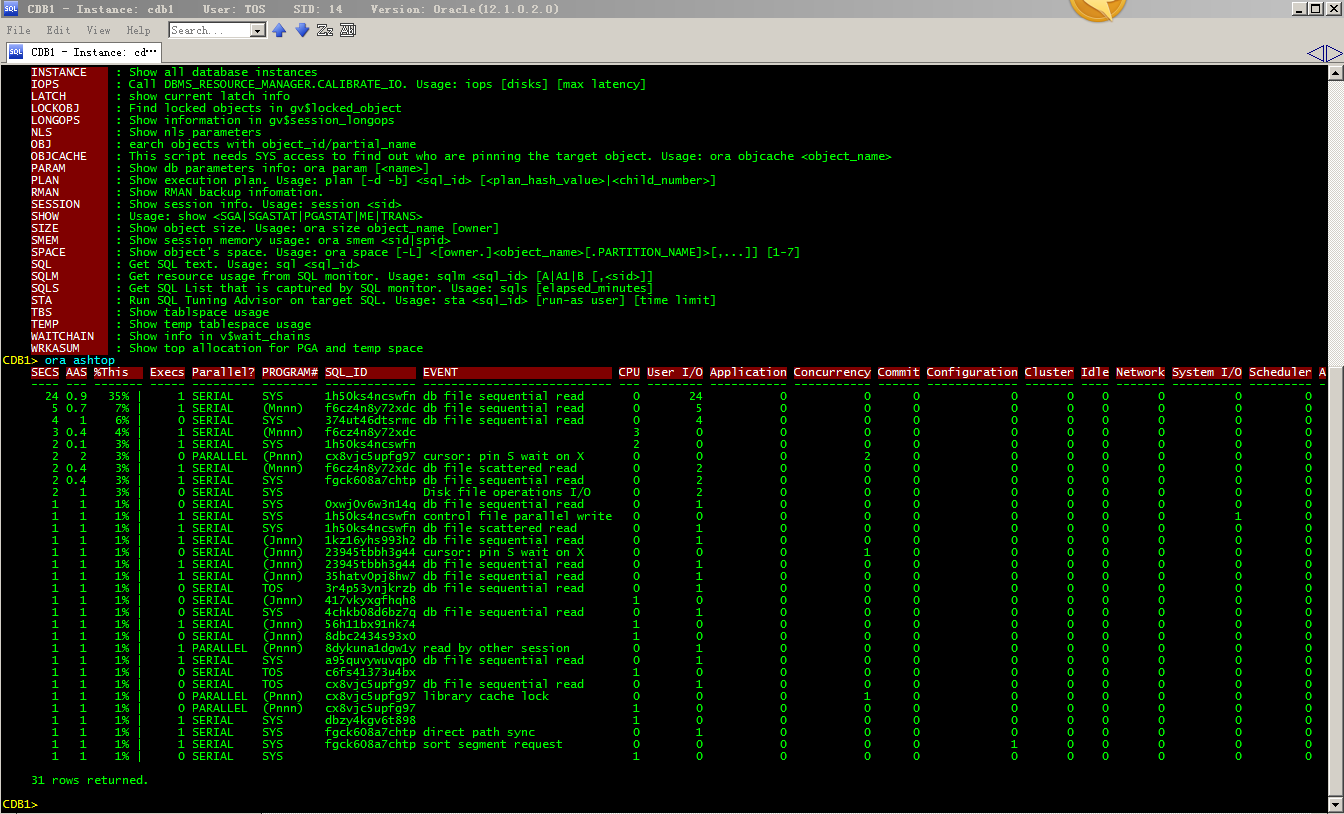 CDB1 - Instance: cdb1 User: TOS SID: 14 Version: Oracle(12.1.0.2.0)
File Edit View Help Search...
CDB1 - Instance: cd…
INSTANCE : Show all database instances
IOPS : Call DBMS_RESOURCE_MANAGER.CALIBRATE_IO. Usage: iops [disks] [max latency]
LATCH : show current latch info
LOCKOBJ : Find locked objects in gv$locked_object
LONGOPS : Show information in gv$session_longops
NLS : Show nls parameters
OBJ : earch objects with object_id/partial_name
OBJCACHE : This script needs SYS access to find out who are pinning the target object. Usage: ora objcache <object_name>
PARAM : Show db parameters info: ora param [<name>]
PLAN : Show execution plan. Usage: plan [-d -b] <sql_id> [<plan_hash_value>|<child_number>]
RMAN : Show RMAN backup infomation.
SESSION : Show session info. Usage: session <sid>
SHOW : Usage: show <SGA|SGASTAT|PGASTAT|ME|TRANS>
SIZE : Show object size. Usage: ora size object_name [owner]
SMEM : Show session memory usage: ora smem <sid|spid>
SPACE : Show object's space. Usage: ora space [-L] <[owner.]<object_name>[.PARTITION_NAME]>[,...]] [1-7]
SQL : Get SQL text. Usage: sql <sql_id>
SQLM : Get resource usage from SQL monitor. Usage: sqlm <sql_id> [A|A1|B [,<sid>]]
SQLS : Get SQL List that is captured by SQL monitor. Usage: sqls [elapsed_minutes]
STA : Run SQL Tuning Advisor on target SQL. Usage: sta <sql_id> [run-as user] [time limit]
TBS : Show tablspace usage
TEMP : Show temp tablespace usage
WAITCHAIN : Show info in v$wait_chains
WRKASUM : Show top allocation for PGA and temp space
CDB1> ora ashtop
SECS AAS %This Execs Parallel? PROGRAM# SQL_ID EVENT CPU User I/O Application Concurrency Commit Configuration Cluster Idle Network System I/O Scheduler A
24 0.9 35% | 1 SERIAL SYS 1h50ks4ncswfn db file sequential read 0 24 0 0 0 0 0 0 0 0 0
5 0.7 7% | 1 SERIAL (Mnnn) f6cz4n8y72xdc db file sequential read 0 5 0 0 0 0 0 0 0 0 0
4 1 6% | 0 SERIAL SYS 374ut46dtsrmc db file sequential read 0 4 0 0 0 0 0 0 0 0 0
3 0.4 4% | 1 SERIAL (Mnnn) f6cz4n8y72xdc 3 0 0 0 0 0 0 0 0 0 0
2 0.1 3% | 1 SERIAL SYS 1h50ks4ncswfn 2 0 0 0 0 0 0 0 0 0 0
2 2 3% | 0 PARALLEL (Pnnn) cx8vjc5upfg97 cursor: pin S wait on X 0 0 0 2 0 0 0 0 0 0 0
2 0.4 3% | 1 SERIAL (Mnnn) f6cz4n8y72xdc db file scattered read 0 2 0 0 0 0 0 0 0 0 0
2 0.4 3% | 1 SERIAL SYS fgck608a7chtp db file sequential read 0 2 0 0 0 0 0 0 0 0 0
2 1 3% | 0 SERIAL SYS Disk file operations I/O 0 2 0 0 0 0 0 0 0 0 0
1 1 1% | 1 SERIAL SYS 0xwj0v6w3n14q db file sequential read 0 1 0 0 0 0 0 0 0 0 0
1 1 1% | 1 SERIAL SYS 1h50ks4ncswfn control file parallel write 0 0 0 0 0 0 0 0 0 1 0
1 1 1% | 1 SERIAL SYS 1h50ks4ncswfn db file scattered read 0 1 0 0 0 0 0 0 0 0 0
1 1 1% | 1 SERIAL (Jnnn) 1kz16yhs993h2 db file sequential read 0 1 0 0 0 0 0 0 0 0 0
1 1 1% | 0 SERIAL (Jnnn) 23945tbbh3g44 cursor: pin S wait on X 0 0 0 1 0 0 0 0 0 0 0
1 1 1% | 1 SERIAL (Jnnn) 23945tbbh3g44 db file sequential read 0 1 0 0 0 0 0 0 0 0 0
1 1 1% | 1 SERIAL (Jnnn) 35hatv0pj8hw7 db file sequential read 0 1 0 0 0 0 0 0 0 0 0
1 1 1% | 0 SERIAL TOS 3r4p53ynjkrzb db file sequential read 0 1 0 0 0 0 0 0 0 0 0
1 1 1% | 1 SERIAL (Jnnn) 417vkyxgfhqh8 1 0 0 0 0 0 0 0 0 0 0
1 1 1% | 0 SERIAL SYS 4chkb08d6bz7q db file sequential read 0 1 0 0 0 0 0 0 0 0 0
1 1 1% | 1 SERIAL (Jnnn) 56h11bx91nk74 1 0 0 0 0 0 0 0 0 0 0
1 1 1% | 1 SERIAL (Jnnn) 8dbc2434s93x0 1 0 0 0 0 0 0 0 0 0 0
1 1 1% | 1 PARALLEL (Pnnn) 8dykuna1dgw1y read by other session 0 1 0 0 0 0 0 0 0 0 0
1 1 1% | 1 SERIAL SYS a95quvywuvqp0 db file sequential read 0 1 0 0 0 0 0 0 0 0 0
1 1 1% | 0 SERIAL TOS c6fs41373u4bx 1 0 0 0 0 0 0 0 0 0 0
1 1 1% | 0 SERIAL TOS cx8vjc5upfg97 db file sequential read 0 1 0 0 0 0 0 0 0 0 0
1 1 1% | 0 PARALLEL (Pnnn) cx8vjc5upfg97 library cache lock 0 0 0 1 0 0 0 0 0 0 0
1 1 1% | 0 PARALLEL (Pnnn) cx8vjc5upfg97 1 0 0 0 0 0 0 0 0 0 0
1 1 1% | 1 SERIAL SYS dbzy4kgv6t898 1 0 0 0 0 0 0 0 0 0 0
1 1 1% | 1 SERIAL SYS fgck608a7chtp direct path sync 0 1 0 0 0 0 0 0 0 0 0
1 1 1% | 1 SERIAL SYS fgck608a7chtp sort segment request 0 0 0 0 0 1 0 0 0 0 0
1 1 1% | 0 SERIAL SYS 1 0 0 0 0 0 0 0 0 0 0
31 rows returned.
CDB1>